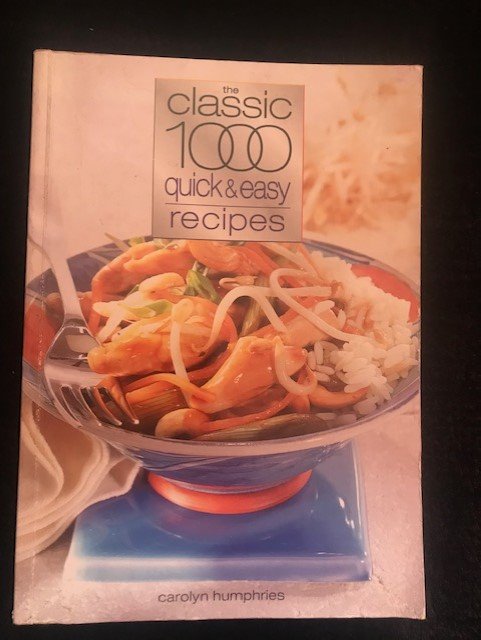 the
classic
1000
quick & easy
recipes
carolyn humphries